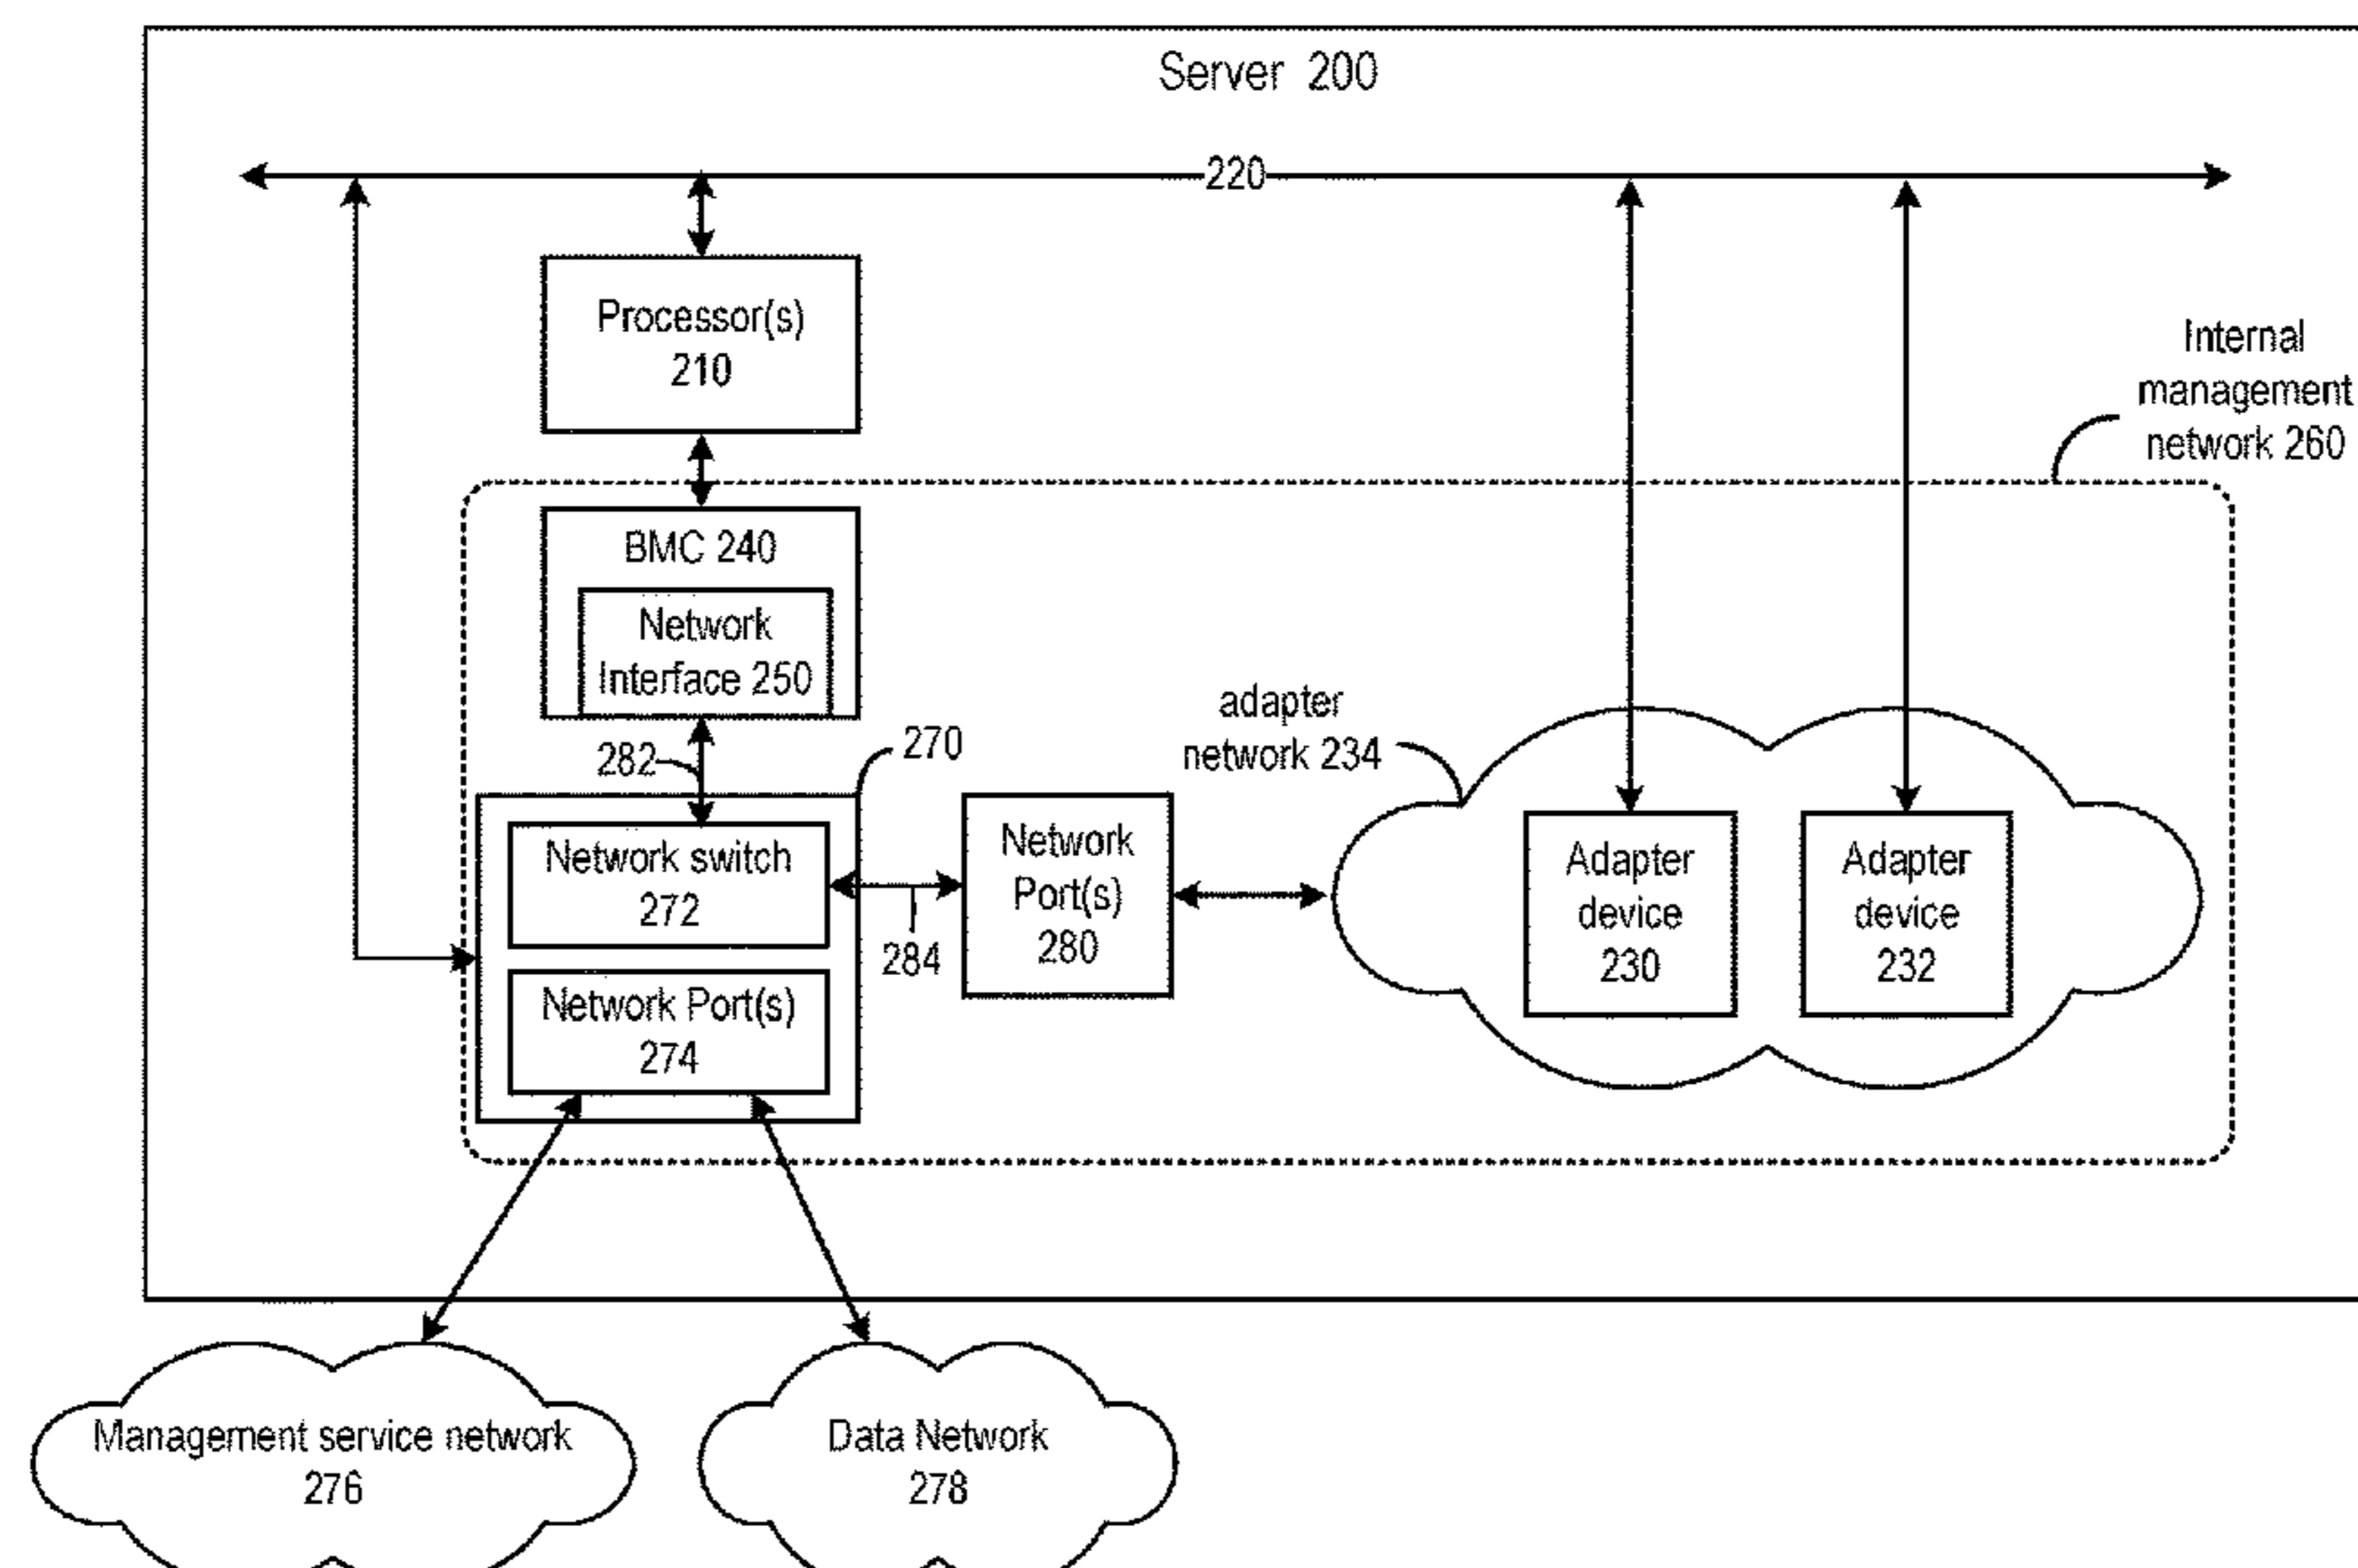 Server 200
220
Processor(s)
210
Internal
management
network 260
BMC 240
Network
Interface 250
282
270
adapter
network 234
Network switch
272
284
Network
Port(s)
280
Adapter
device
230
Adapter
device
232
Network Port(s)
274
Management service network
276
Data Network
278